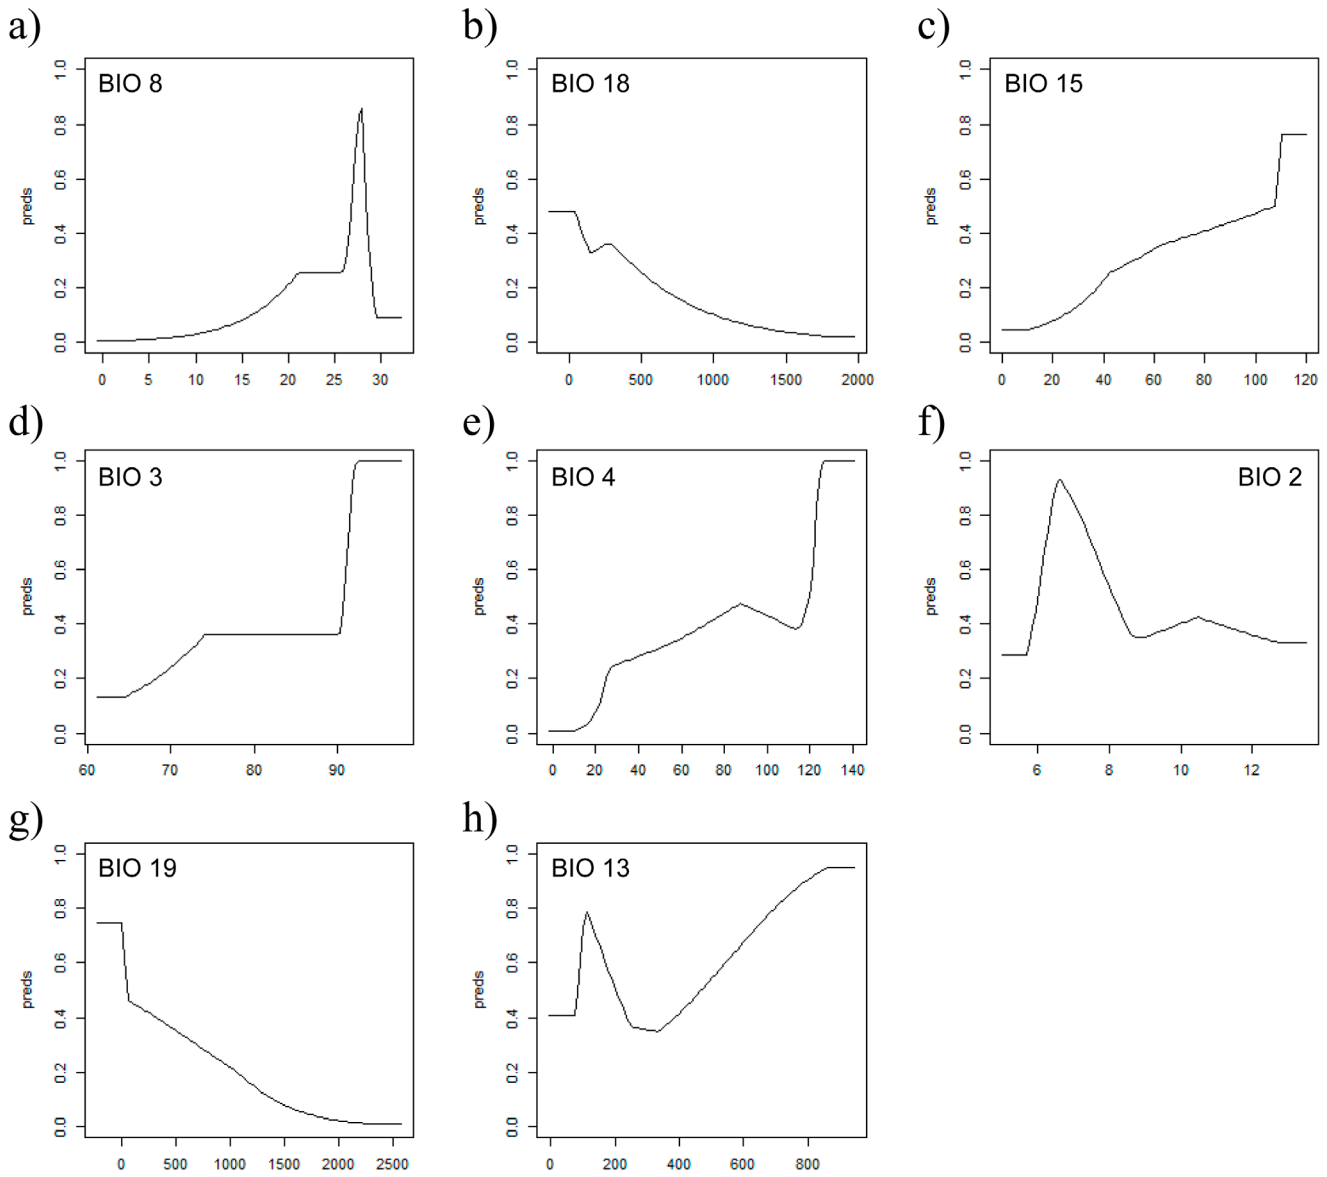 a)
BIO 8
preds
0.0 0.2 0.4 0.6 0.8 1.0
0 5 10 15 20 25 30
b)
BIO 18
preds
0.0 0.2 0.4 0.6 0.8 1.0
0 500 1000 1500 2000
c)
BIO 15
preds
0.0 0.2 0.4 0.6 0.8 1.0
0 20 40 60 80 100 120
d)
BIO 3
preds
0.0 0.2 0.4 0.6 0.8 1.0
60 70 80 85 90
e)
BIO 4
preds
0.0 0.2 0.4 0.6 0.8 1.0
0 20 40 60 80 100 120 140
f)
BIO 2
preds
0.0 0.2 0.4 0.6 0.8 1.0
6 8 10 12
g)
BIO 19
preds
0.0 0.2 0.4 0.6 0.8 1.0
0 500 1000 1500 2000 2500
h)
BIO 13
preds
0.0 0.2 0.4 0.6 0.8 1.0
0 200 400 600 800